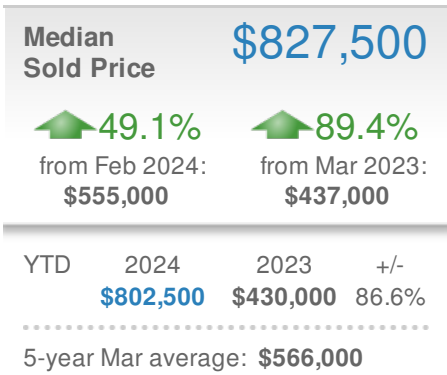 Median $827,500
Sold Price
49.1% 89.4%
from Feb 2024: from Mar 2023:
$555,000 $437,000
YTD 2024 2023 +/-
$802,500 $430,000 86.6%
5-year Mar average: $566,000